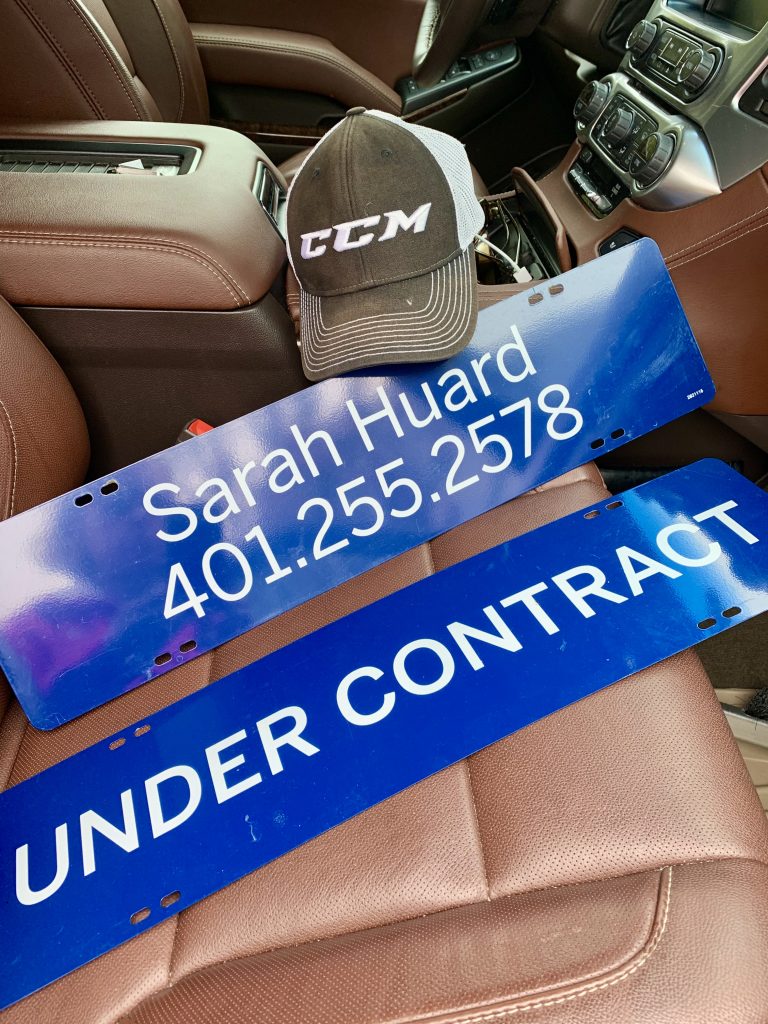 CCM
Sarah Huard
401.255.2578
UNDER CONTRACT